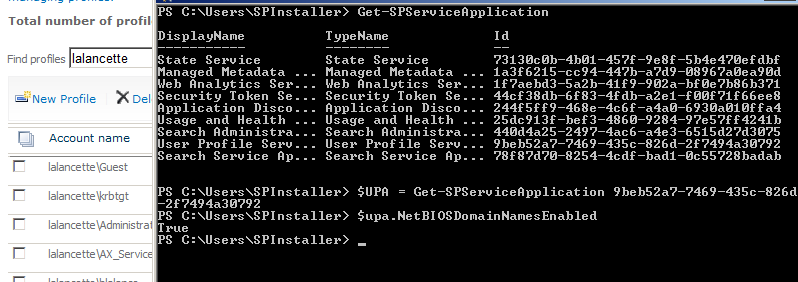 Managing profiles.
Total number of profile
Find profiles lalancette
New Profile Del
Account name
lalancette\Guest
lalancette\krbtgt
lalancette\Administrat
lalancette\AX_Service
PS C:\Users\SPInstaller> Get-SPServiceApplication
DisplayName TypeName Id
----------- -------- --
State Service State Service 73130c0b-4b01-457f-9e8f-5b4e470efdbf
Managed Metadata ... Managed Metadata ... 1a3f6215-cc94-447b-a7d9-08967a0ea90d
Web Analytics Ser... Web Analytics Ser... 1f7aebd3-5a2b-41f9-902a-bf0e7b86b371
Security Token Se... Security Token Se... 44cf38db-6f83-4fdb-a2e1-f00f71f66ee8
Application Disco... Application Disco... 244f5ff9-468e-4c6f-a4a0-6930a010ffa4
Usage and Health ... Usage and Health ... 25dc913f-bef3-4860-9284-97e57ff4241b
Search Administra... Search Administra... 440d4a25-2497-4ac6-a4e3-6515d27d3075
User Profile Serv... User Profile Serv... 9beb52a7-7469-435c-826d-2f7494a30792
Search Service Ap... Search Service Ap... 78f87d70-8254-4cdf-bad1-0c55728badab
PS C:\Users\SPInstaller> $UPA = Get-SPServiceApplication 9beb52a7-7469-435c-826d
-2f7494a30792
PS C:\Users\SPInstaller> $upa.NetBIOSDomainNamesEnabled
True
PS C:\Users\SPInstaller> _